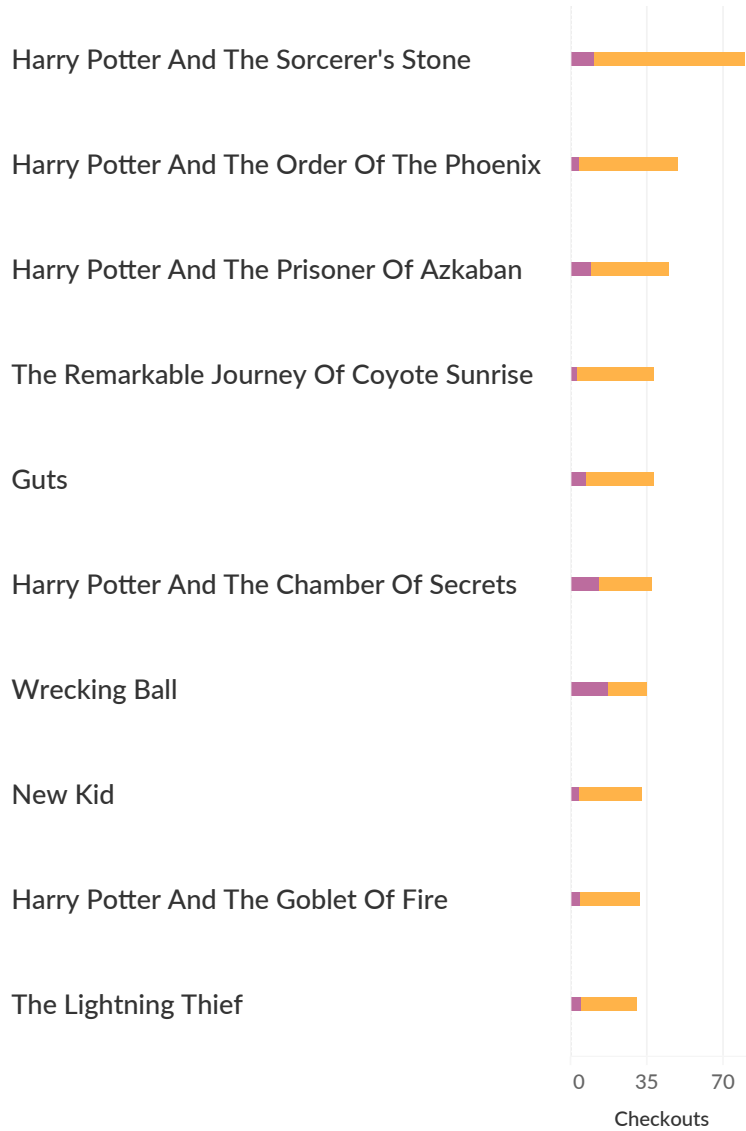 Harry Potter And The Sorcerer's Stone
Harry Potter And The Order Of The Phoenix
Harry Potter And The Prisoner Of Azkaban
The Remarkable Journey Of Coyote Sunrise
Guts
Harry Potter And The Chamber Of Secrets
Wrecking Ball
New Kid
Harry Potter And The Goblet Of Fire
The Lightning Thief
0 35 70
Checkouts